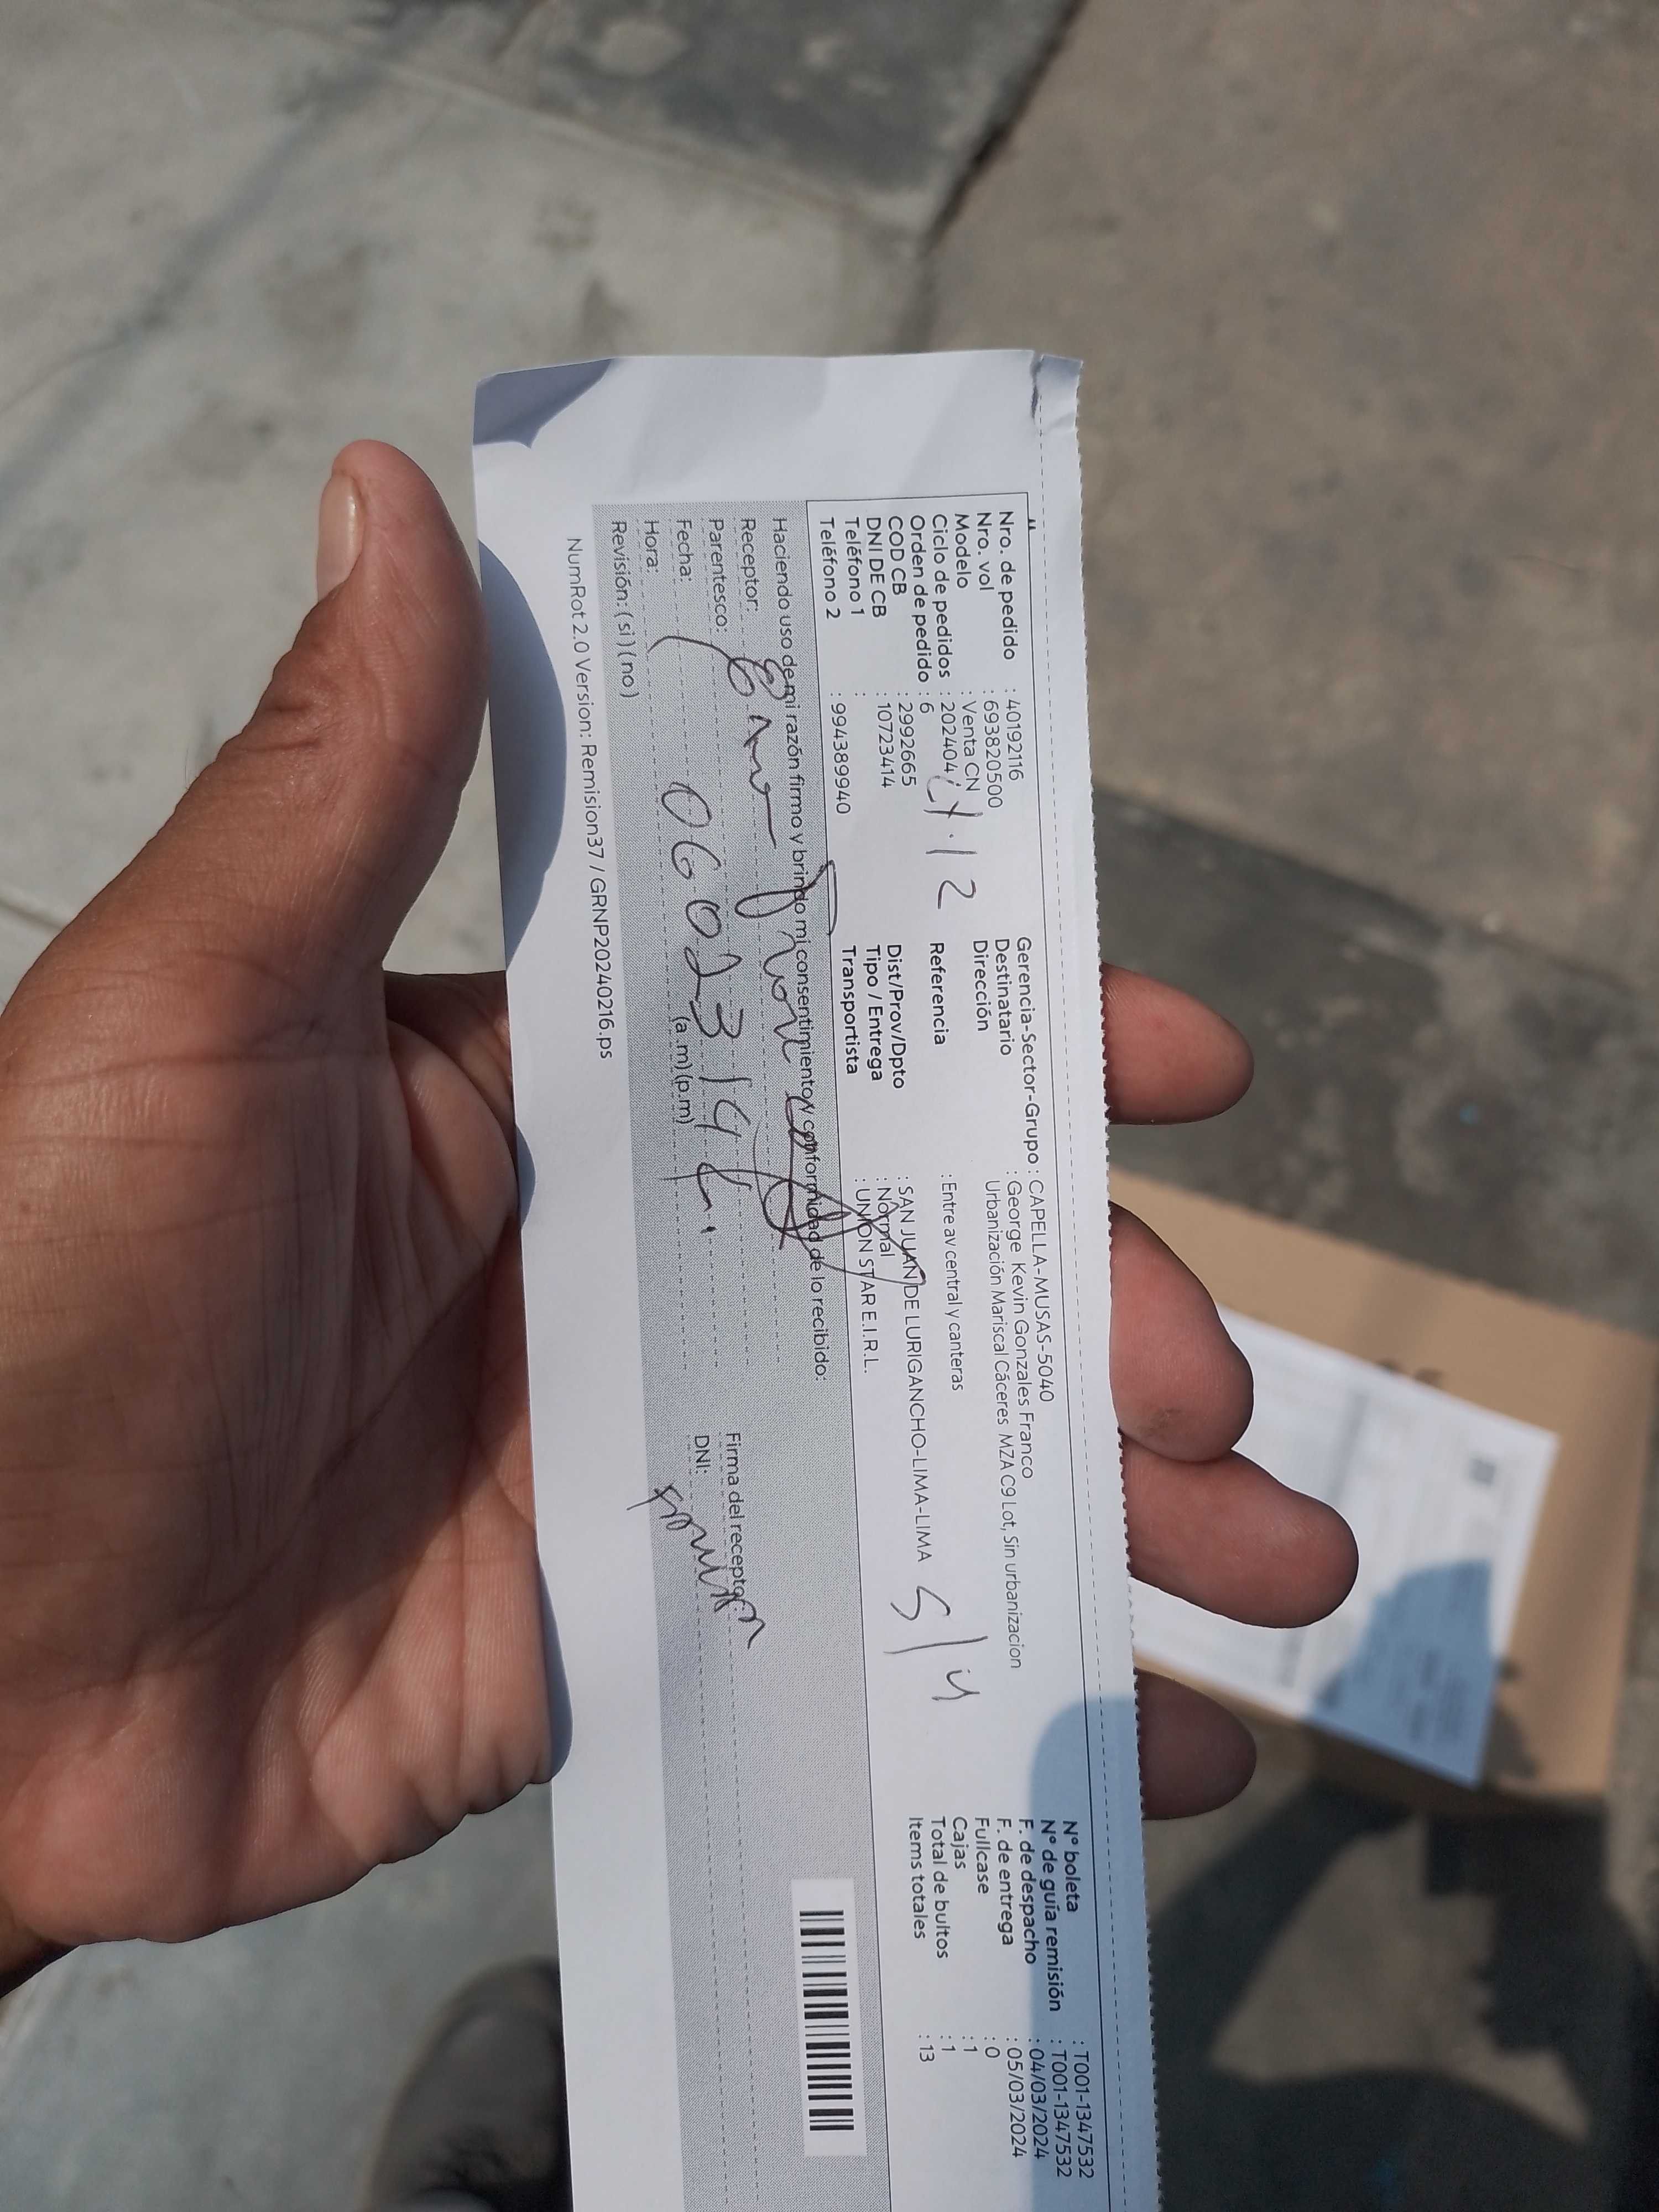 Nro. de pedido : 40192116
Nro. vol : 693820500
Modelo : Venta CN
Ciclo de pedidos : 202404
Orden de pedido : 6
COD CB : 2992665
DNI DE CB : 10723414
Teléfono 1 :
Teléfono 2 : 994389940
Lt. 12
Gerencia-Sector-Grupo : CAPELLA-MUSAS-5040
Destinatario : George Kevin Gonzales Franco
Dirección Urbanización Mariscal Cáceres MZA C9 Lot, Sin urbanizacion
Referencia : Entre av central y canteras
Dist/Prov/Dpto : SAN JUAN DE LURIGANCHO-LIMA-LIMA
Tipo / Entrega : Normal
Transportista : UNION STAR E.I.R.L.
N° boleta : T001-1347532
N° de guía remisión : T001-1347532
F. de despacho : 04/03/2024
F. de entrega : 05/03/2024
Fullcase : 0
Cajas : 1
Total de bultos : 1
Items totales : 13
Haciendo uso de mi razón firmo y brindo mi consentimiento y conformidad de lo recibido:
Receptor:
Parentesco:
Fecha:
06023144
Hora: (a.m) (p.m)
Revisión: ( si ) ( no )
Firma del receptor:
DNI:
NumRot 2.0 Version: Remision37 / GRNP20240216.ps